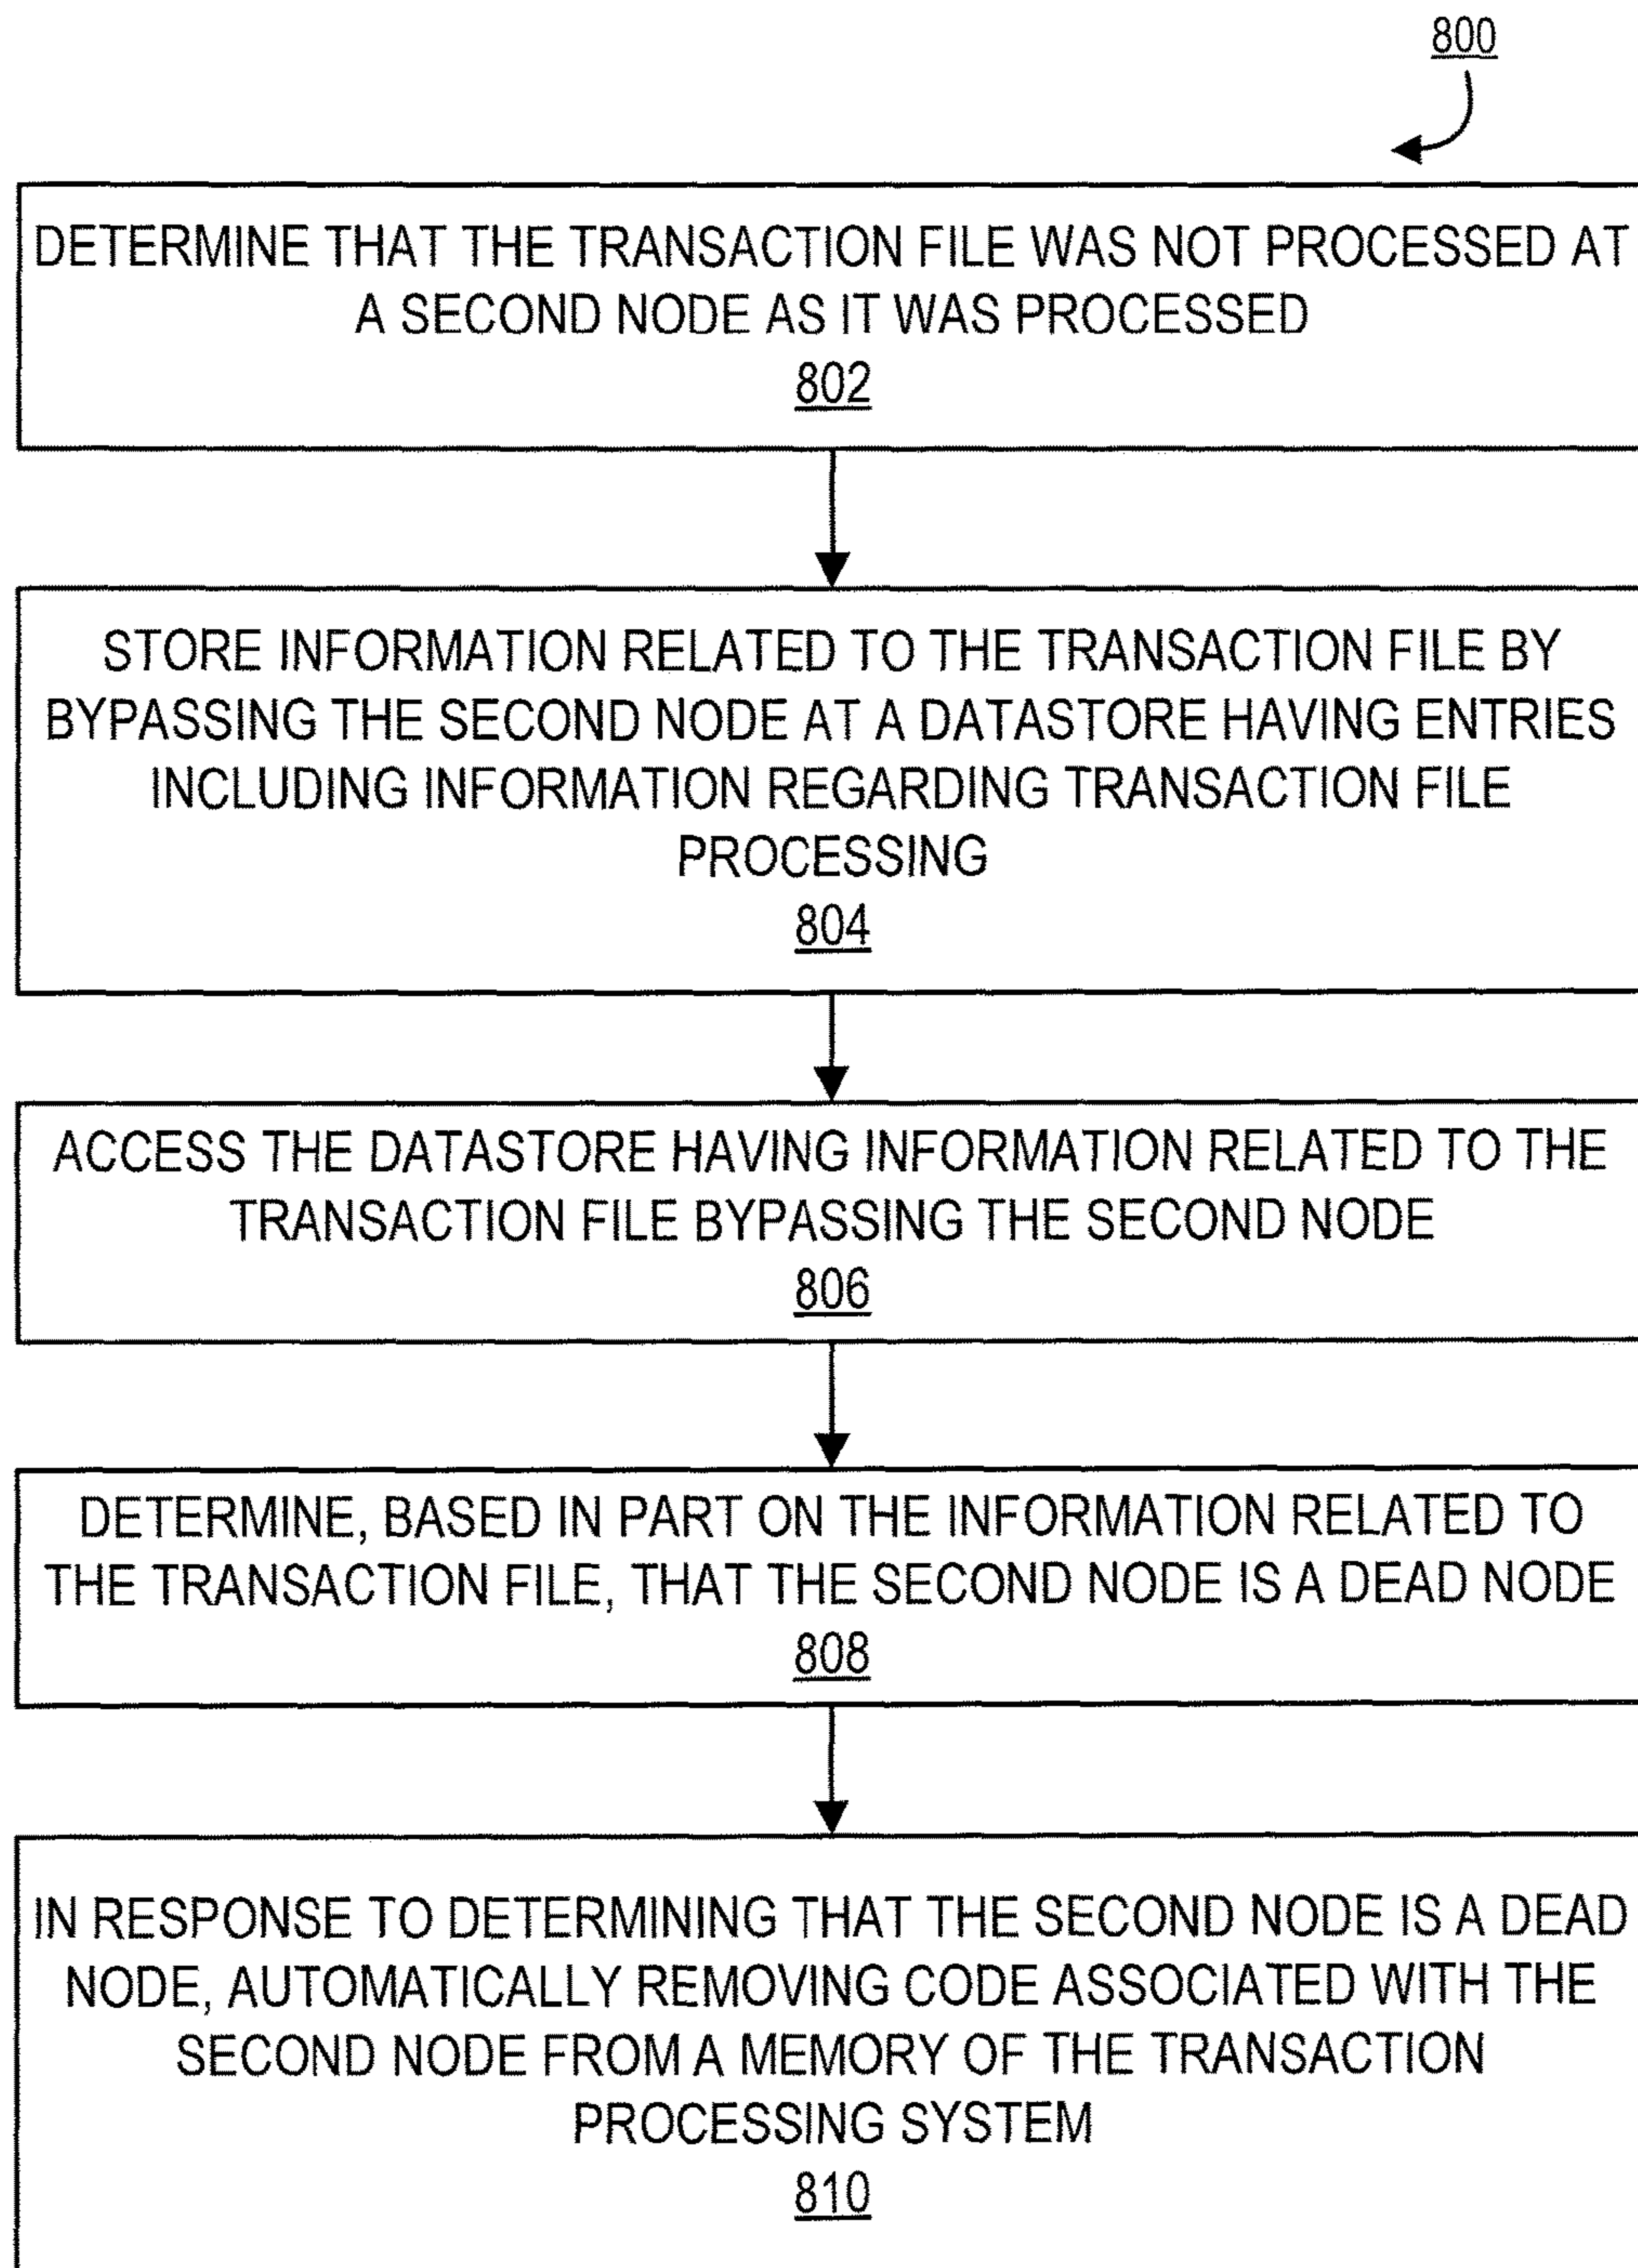 800
DETERMINE THAT THE TRANSACTION FILE WAS NOT PROCESSED AT
A SECOND NODE AS IT WAS PROCESSED
802
STORE INFORMATION RELATED TO THE TRANSACTION FILE BY
BYPASSING THE SECOND NODE AT A DATASTORE HAVING ENTRIES
INCLUDING INFORMATION REGARDING TRANSACTION FILE
PROCESSING
804
ACCESS THE DATASTORE HAVING INFORMATION RELATED TO THE
TRANSACTION FILE BYPASSING THE SECOND NODE
806
DETERMINE, BASED IN PART ON THE INFORMATION RELATED TO
THE TRANSACTION FILE, THAT THE SECOND NODE IS A DEAD NODE
808
IN RESPONSE TO DETERMINING THAT THE SECOND NODE IS A DEAD
NODE, AUTOMATICALLY REMOVING CODE ASSOCIATED WITH THE
SECOND NODE FROM A MEMORY OF THE TRANSACTION
PROCESSING SYSTEM
810